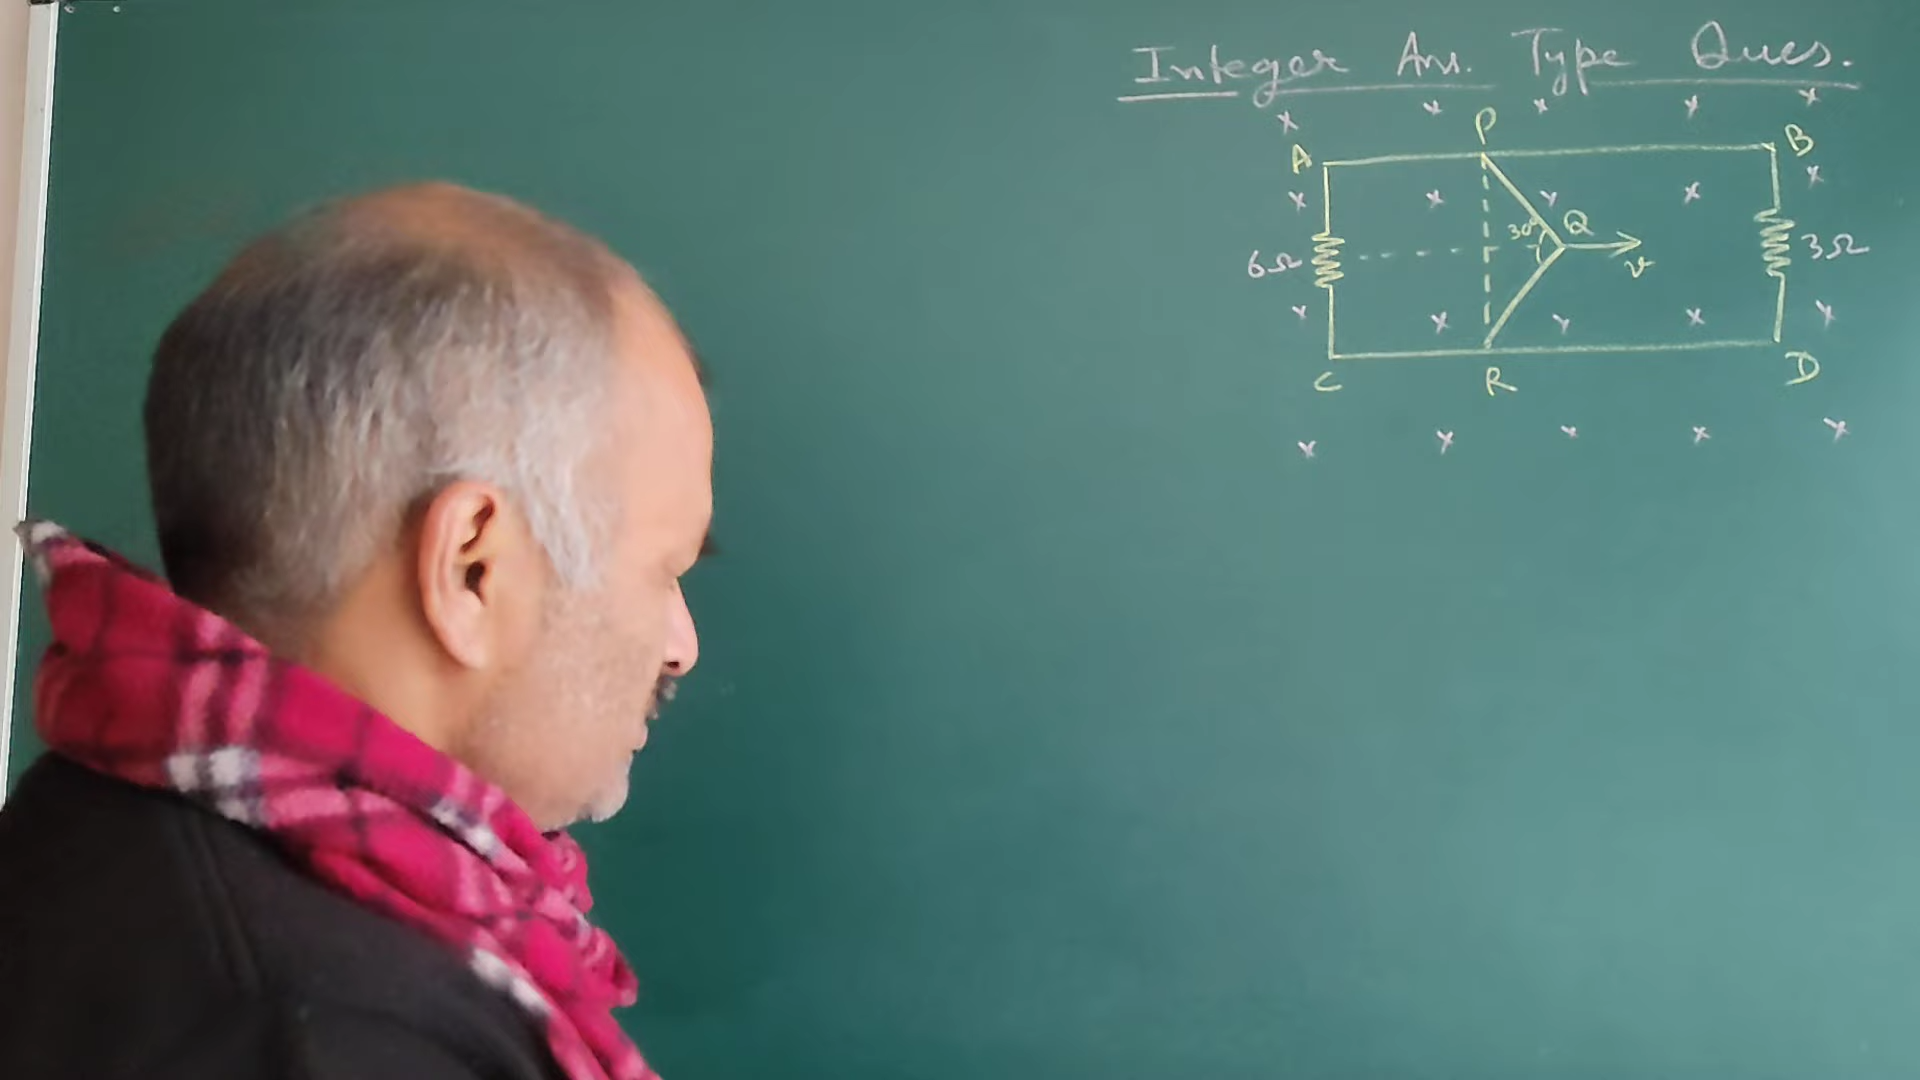 Integer Ans. Type Ques.
P
A B
30° Q
6Ω v 3Ω
C R D